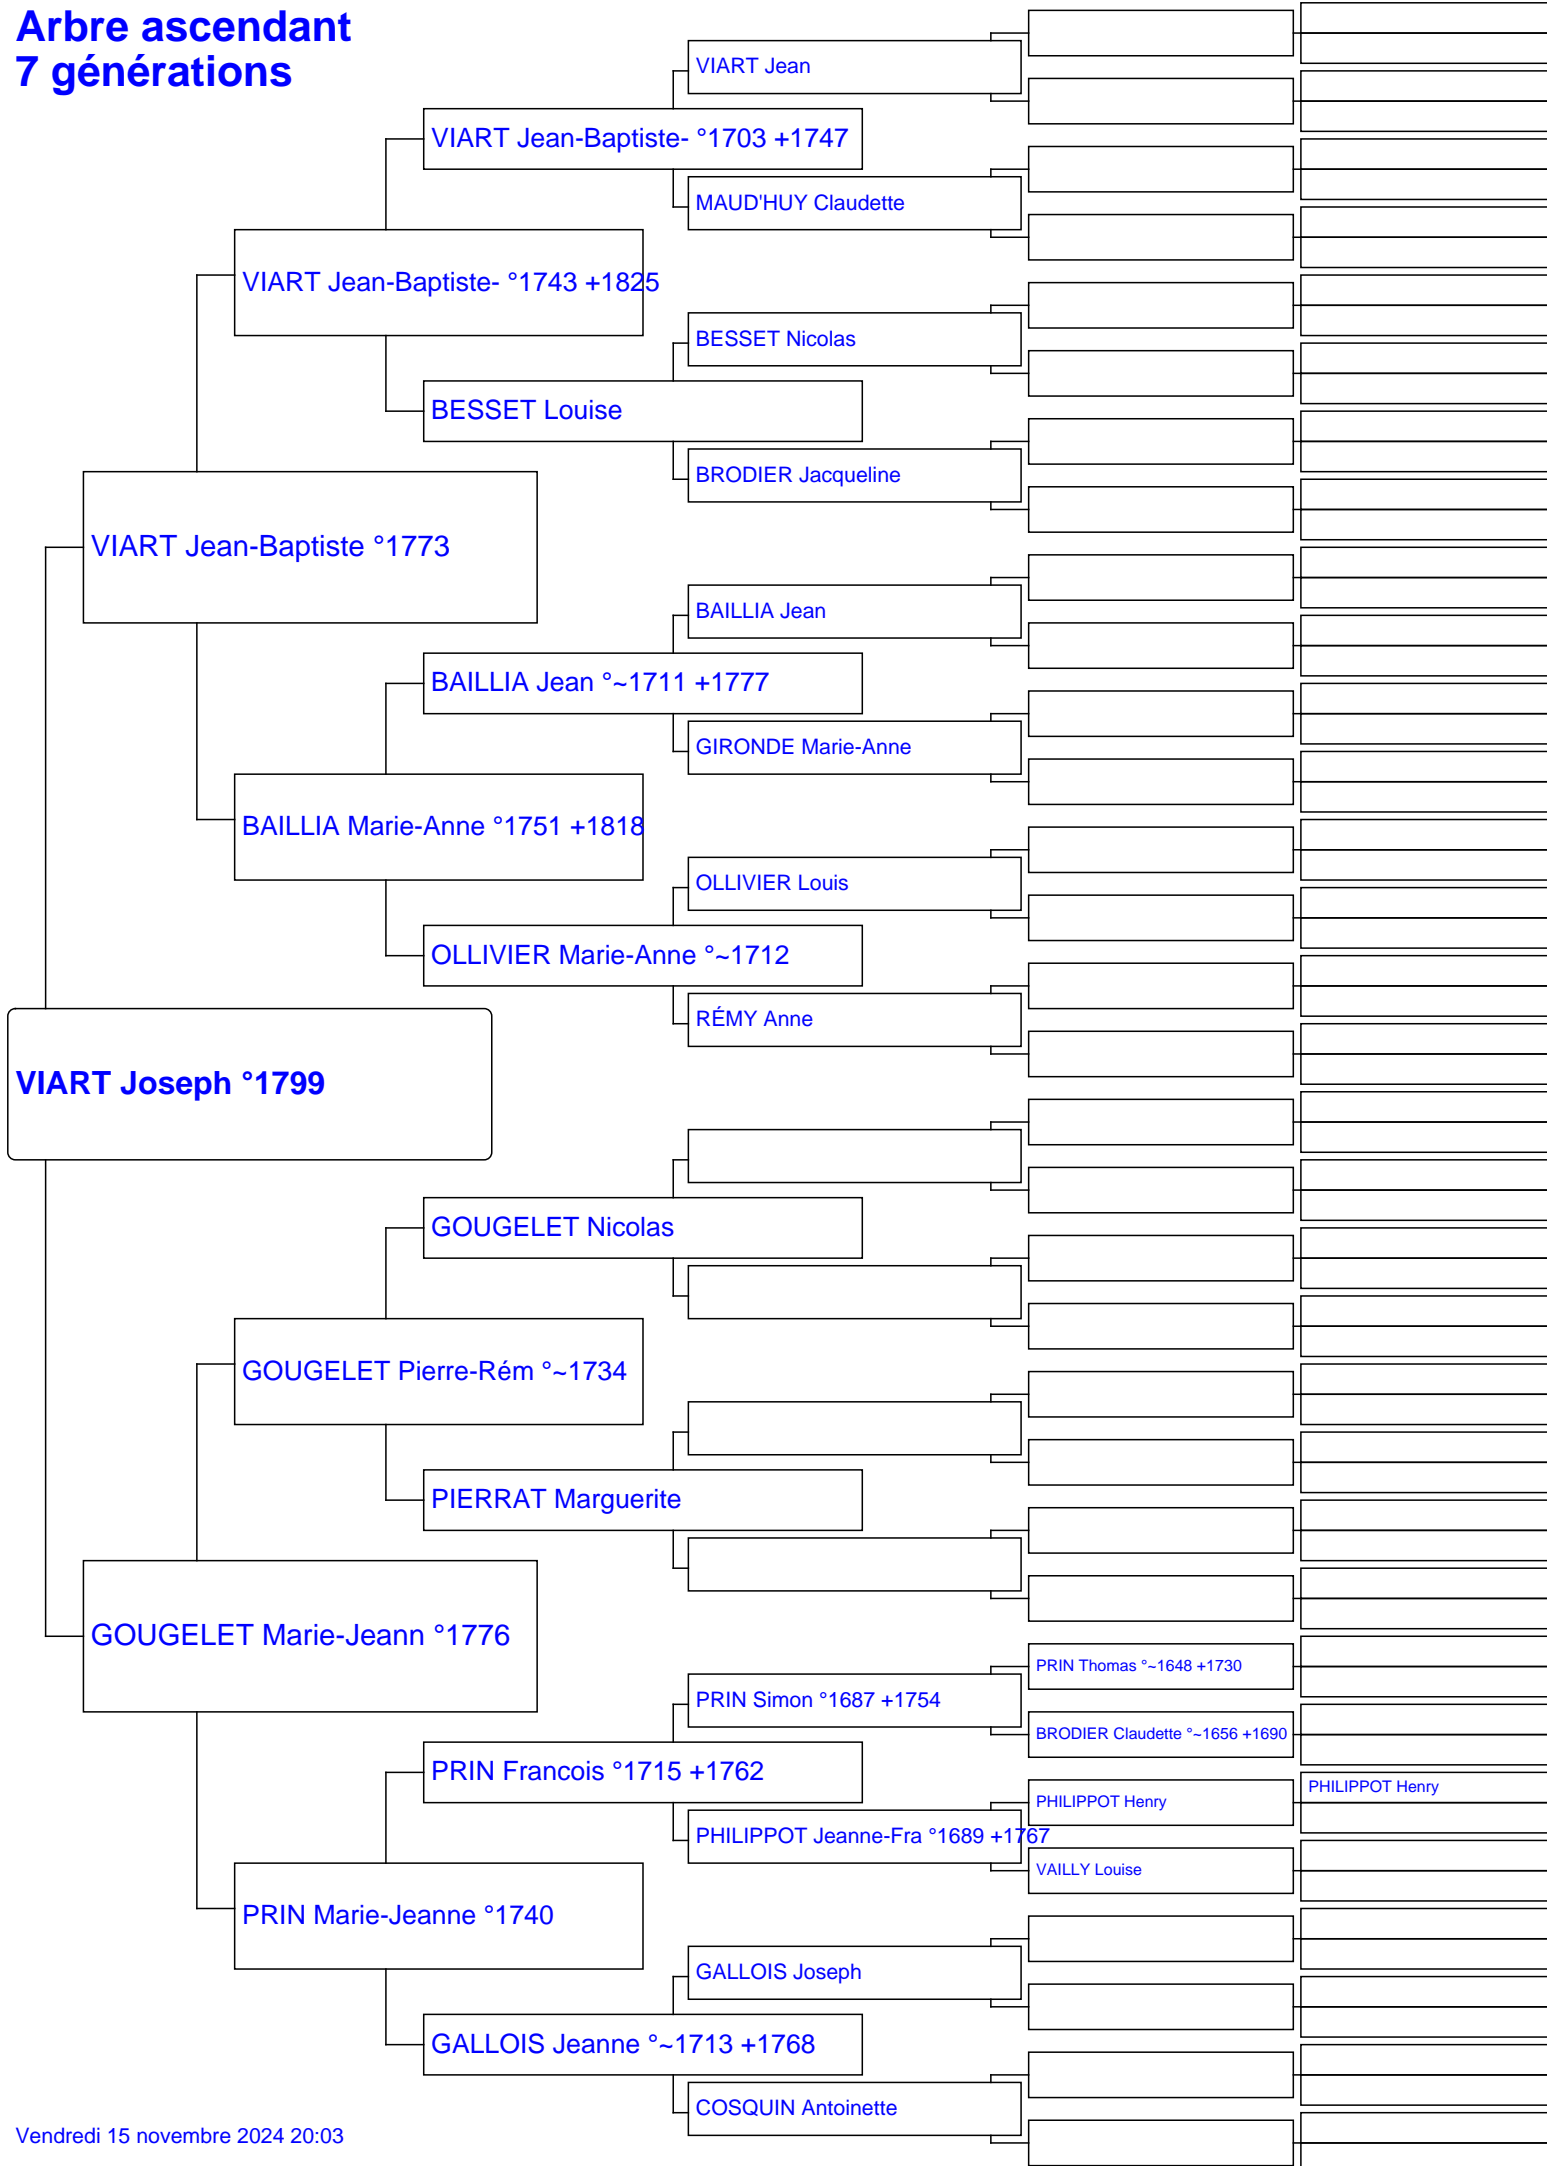 Arbre ascendant
7 générations
VIART Jean
VIART Jean-Baptiste- °1703 +1747
MAUD'HUY Claudette
VIART Jean-Baptiste- °1743 +1825
BESSET Nicolas
BESSET Louise
BRODIER Jacqueline
VIART Jean-Baptiste °1773
BAILLIA Jean
BAILLIA Jean °~1711 +1777
GIRONDE Marie-Anne
BAILLIA Marie-Anne °1751 +1818
OLLIVIER Louis
OLLIVIER Marie-Anne °~1712
RÉMY Anne
VIART Joseph °1799
GOUGELET Nicolas
GOUGELET Pierre-Rém °~1734
PIERRAT Marguerite
GOUGELET Marie-Jeann °1776
PRIN Thomas °~1648 +1730
PRIN Simon °1687 +1754
BRODIER Claudette °~1656 +1690
PRIN Francois °1715 +1762
PHILIPPOT Henry
PHILIPPOT Henry
PHILIPPOT Jeanne-Fra °1689 +1767
VAILLY Louise
PRIN Marie-Jeanne °1740
GALLOIS Joseph
GALLOIS Jeanne °~1713 +1768
COSQUIN Antoinette
Vendredi 15 novembre 2024 20:03